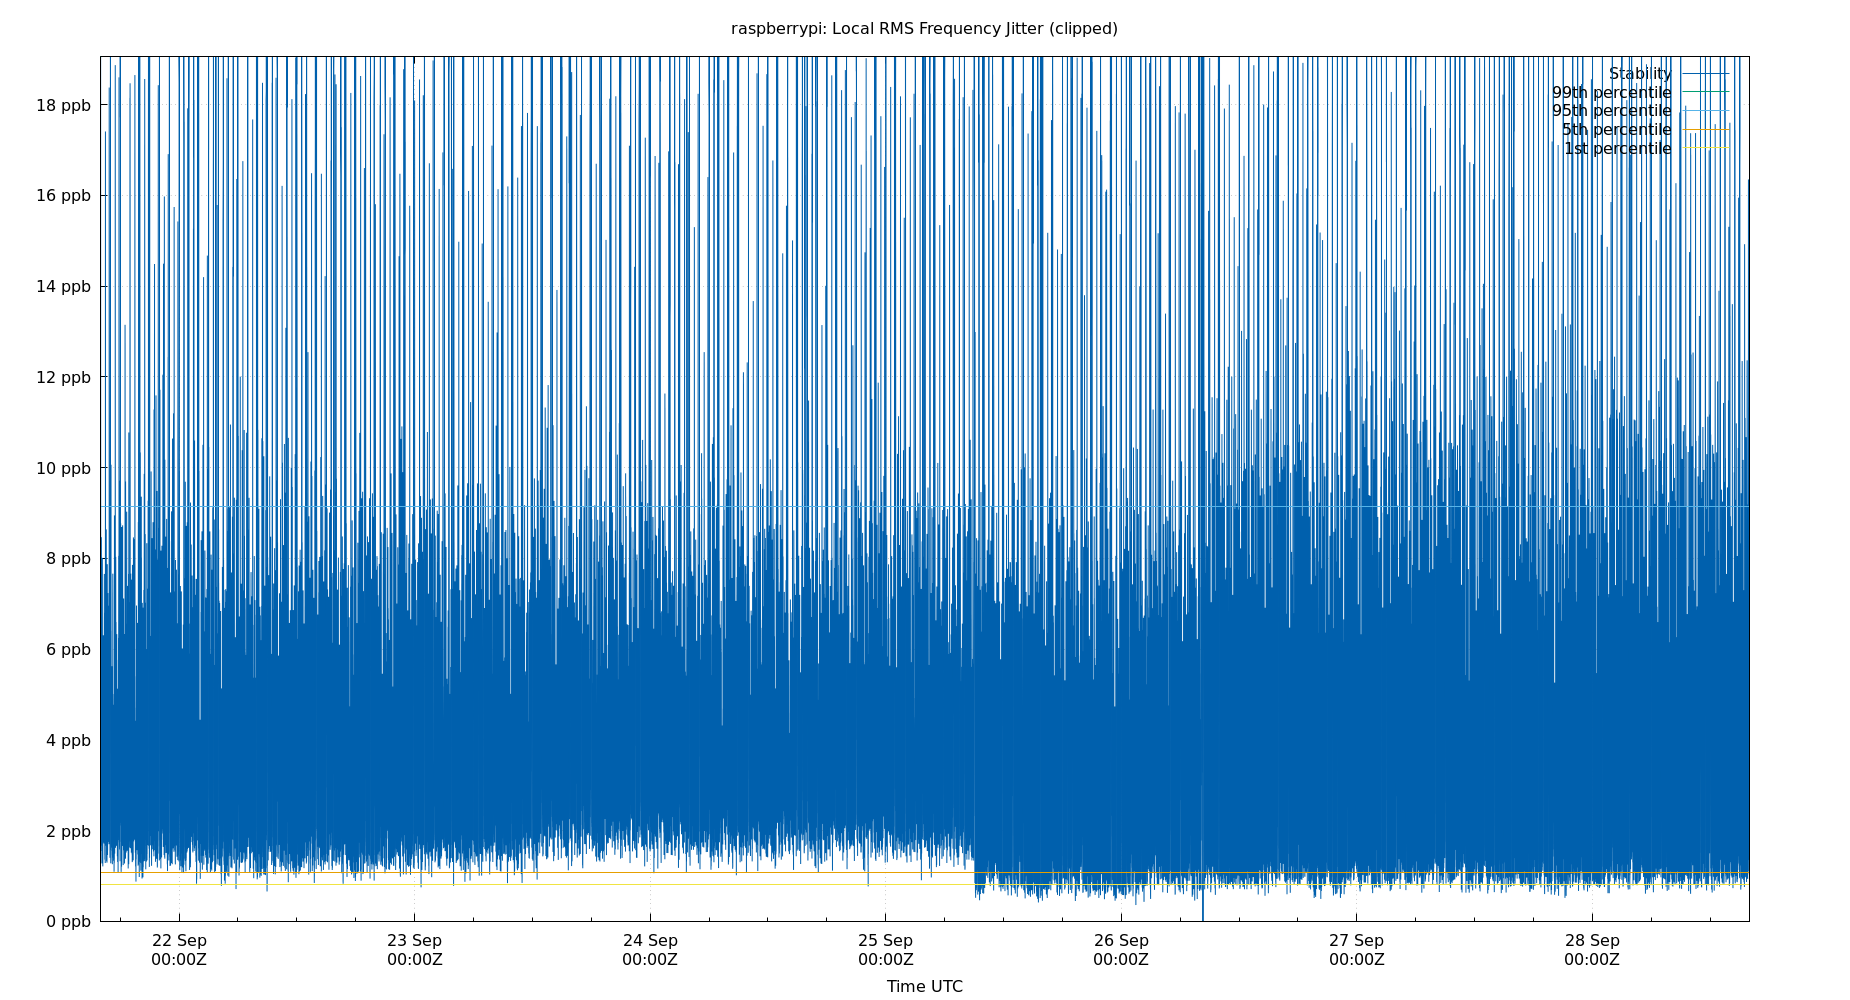 raspberrypi: Local RMS Frequency Jitter (clipped)
Stability
99th percentile
95th percentile
5th percentile
1st percentile
18 ppb
16 ppb
14 ppb
12 ppb
10 ppb
8 ppb
6 ppb
4 ppb
2 ppb
0 ppb
22 Sep 23 Sep 24 Sep 25 Sep 26 Sep 27 Sep 28 Sep
00:00Z 00:00Z 00:00Z 00:00Z 00:00Z 00:00Z 00:00Z
Time UTC